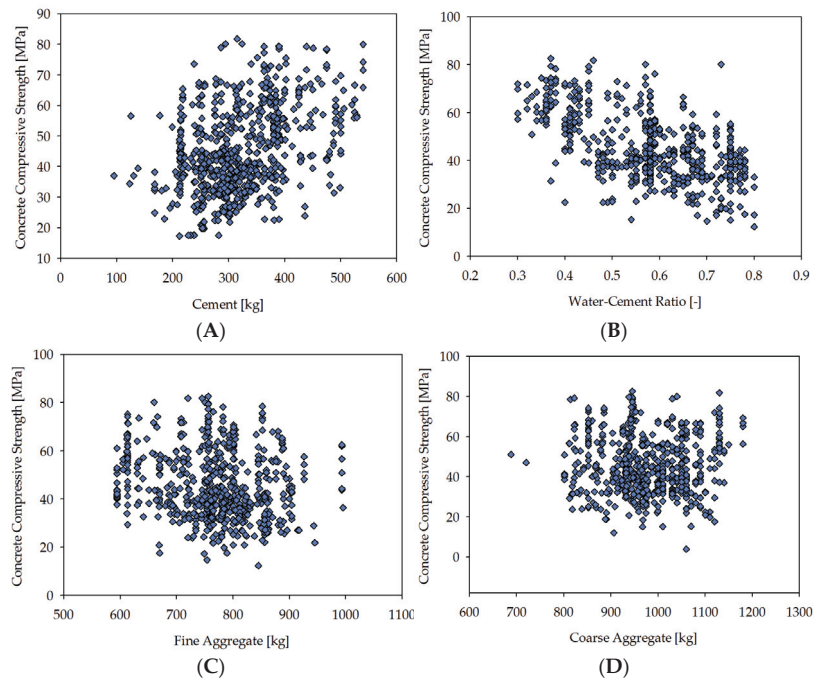 90
80
70
60
50
40
30
20
10
0 100 200 300 400 500 600
Concrete Compressive Strength [MPa]
Cement [kg]
(A)
100
80
60
40
20
0
0.2 0.3 0.4 0.5 0.6 0.7 0.8 0.9
Concrete Compressive Strength [MPa]
Water-Cement Ratio [-]
(B)
100
80
60
40
20
0
500 600 700 800 900 1000 1100
Concrete Compressive Strength [MPa]
Fine Aggregate [kg]
(C)
100
80
60
40
20
0
600 700 800 900 1000 1100 1200 1300
Concrete Compressive Strength [MPa]
Coarse Aggregate [kg]
(D)